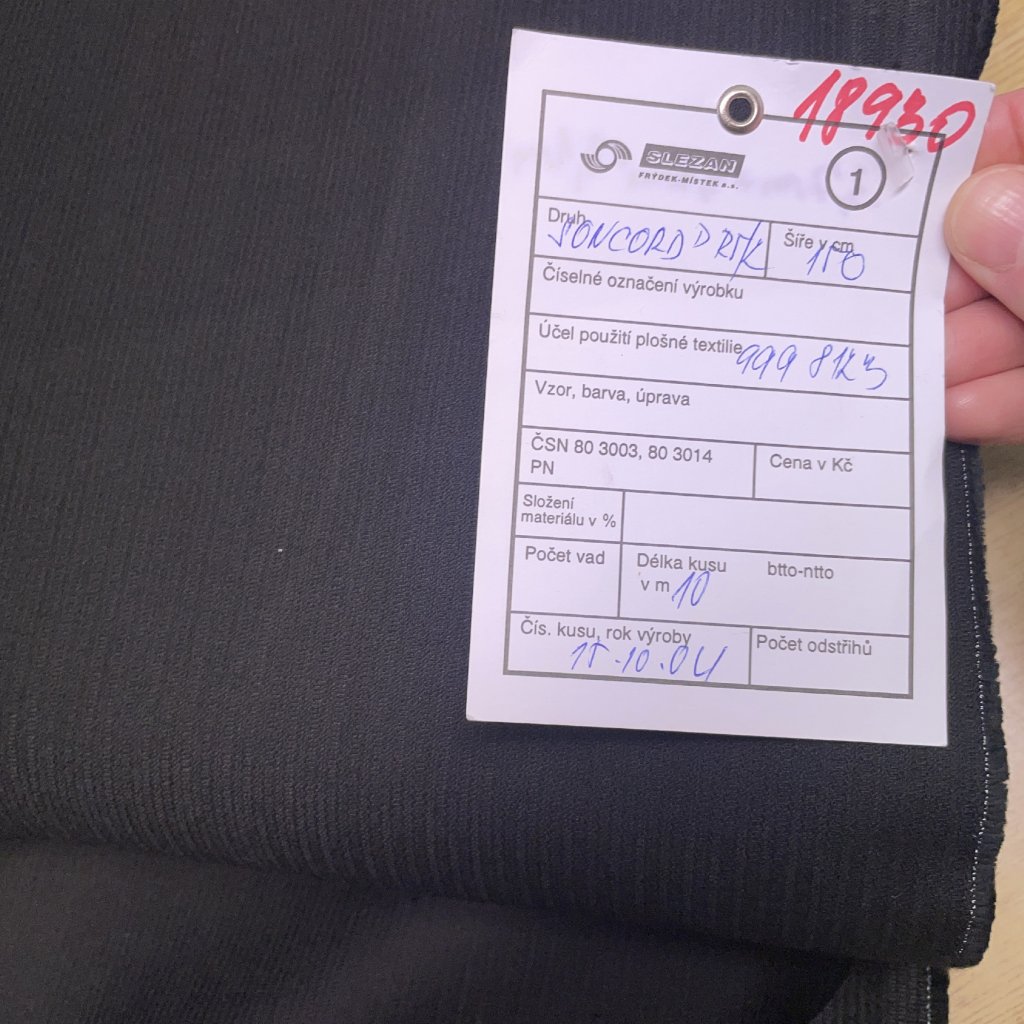 18930
SLEZAN
FRÝDEK-MÍSTEK a.s.
1
Druh
Šíře v cm
150
Číselné označení výrobku
Účel použití plošné textilie
999 8123
Vzor, barva, úprava
ČSN 80 3003, 80 3014
PN
Cena v Kč
Složení
materiálu v %
Počet vad
Délka kusu
v m 10
btto-ntto
Čís. kusu, rok výroby
15.10.04
Počet odstřihů